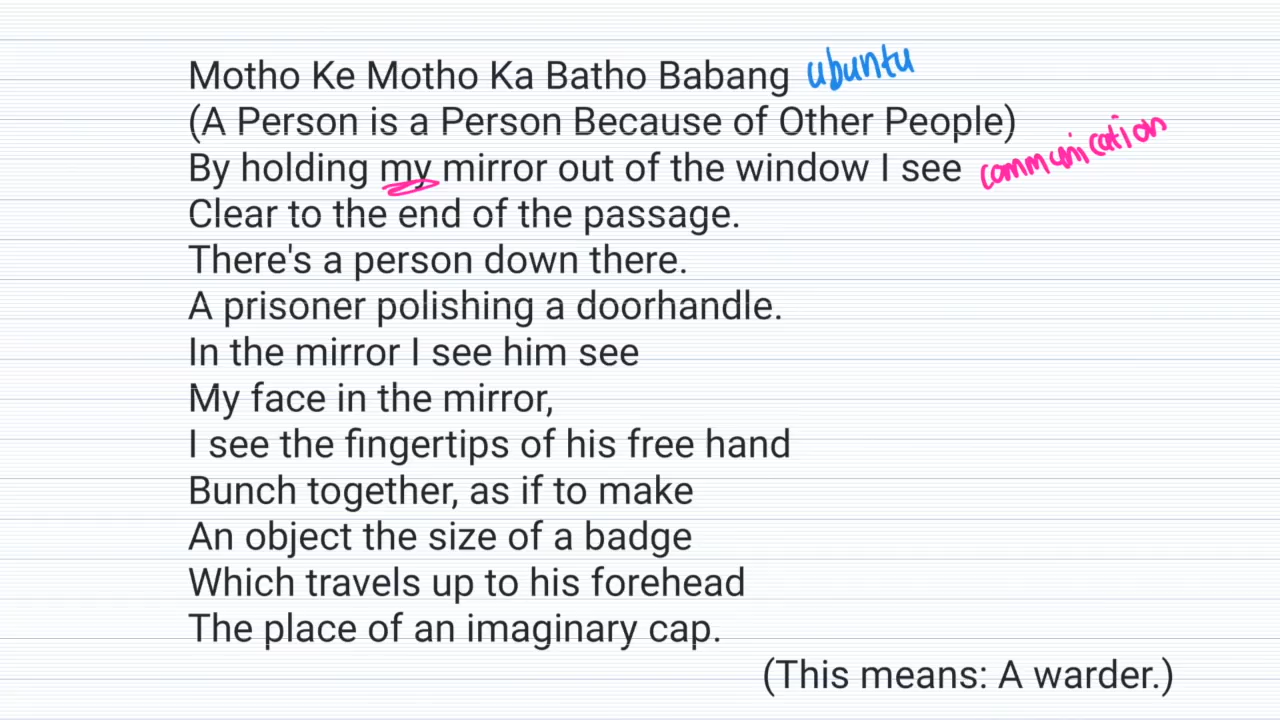 Motho Ke Motho Ka Batho Babang ubuntu
(A Person is a Person Because of Other People)
By holding my mirror out of the window I see communication
Clear to the end of the passage.
There's a person down there.
A prisoner polishing a doorhandle.
In the mirror I see him see
My face in the mirror,
I see the fingertips of his free hand
Bunch together, as if to make
An object the size of a badge
Which travels up to his forehead
The place of an imaginary cap.
(This means: A warder.)